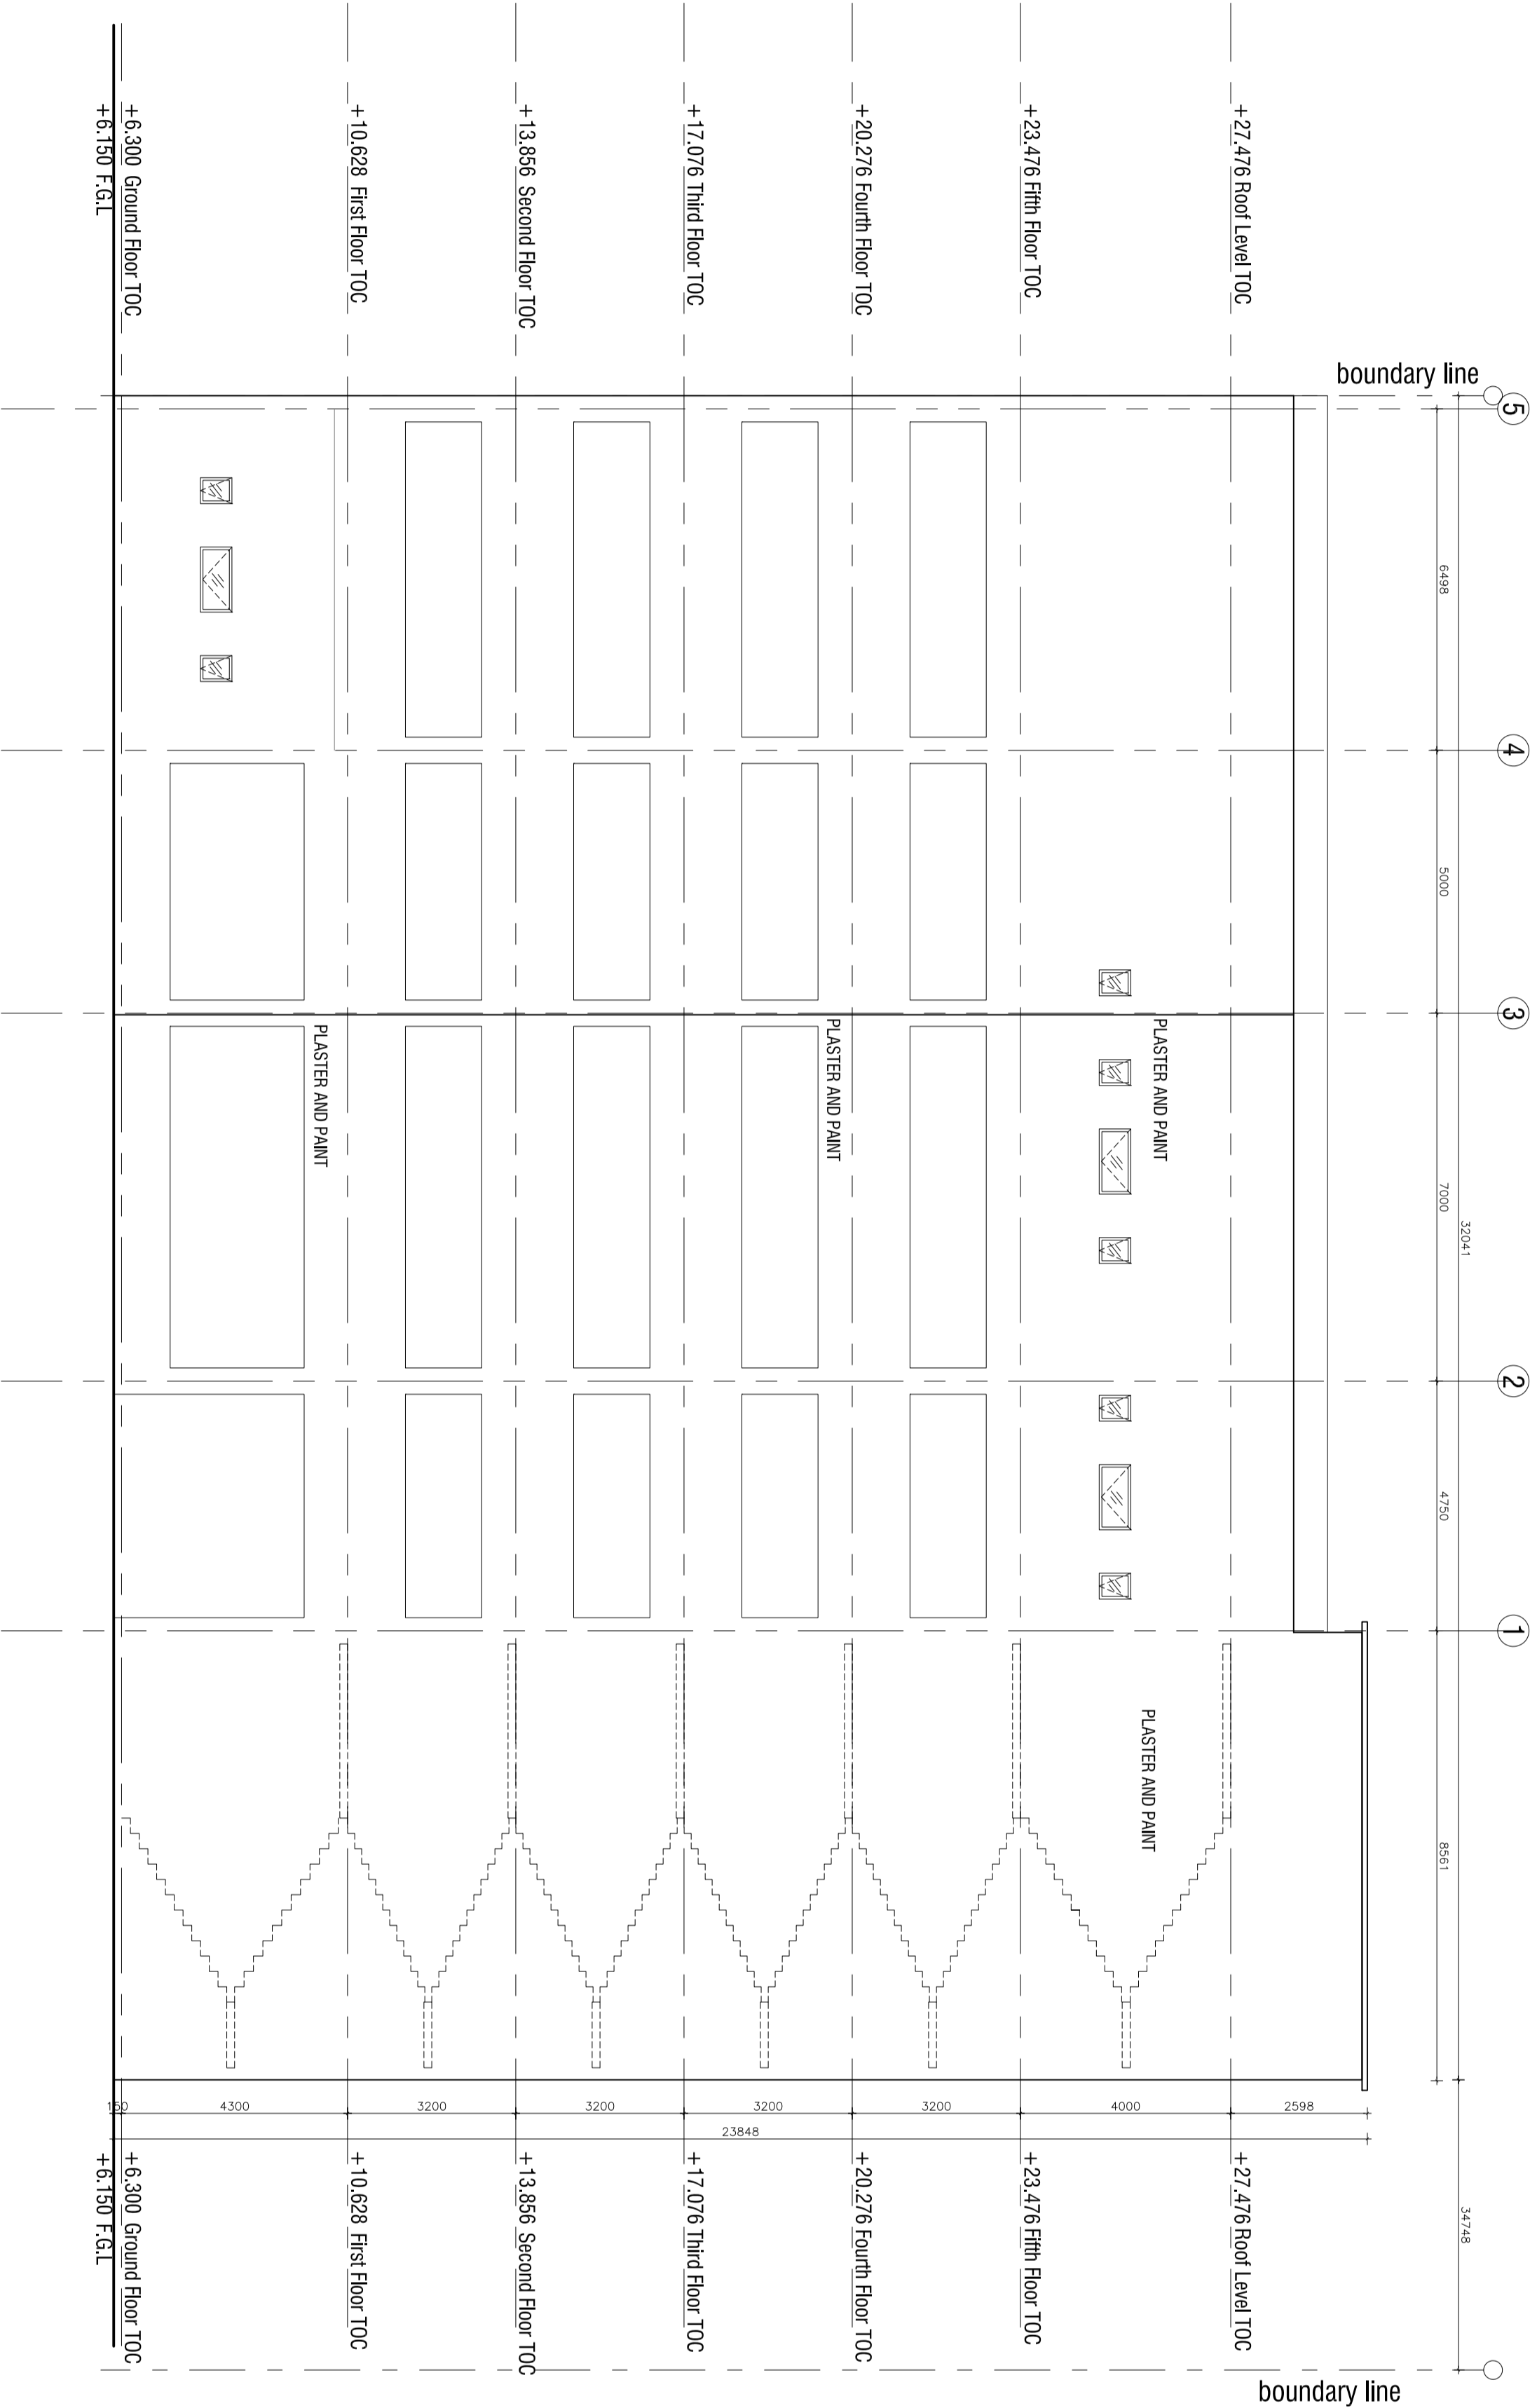 boundary line
5
4
3
2
1
6498
5000
7000
4750
8561
32041
34748
boundary line
+27.476 Roof Level TOC
+23.476 Fifth Floor TOC
+20.276 Fourth Floor TOC
+17.076 Third Floor TOC
+13.856 Second Floor TOC
+10.628 First Floor TOC
+6.300 Ground Floor TOC
+6.150 F.G.L
PLASTER AND PAINT
PLASTER AND PAINT
PLASTER AND PAINT
PLASTER AND PAINT
2598
4000
3200
3200
3200
3200
4300
150
23848
+27.476 Roof Level TOC
+23.476 Fifth Floor TOC
+20.276 Fourth Floor TOC
+17.076 Third Floor TOC
+13.856 Second Floor TOC
+10.628 First Floor TOC
+6.300 Ground Floor TOC
+6.150 F.G.L